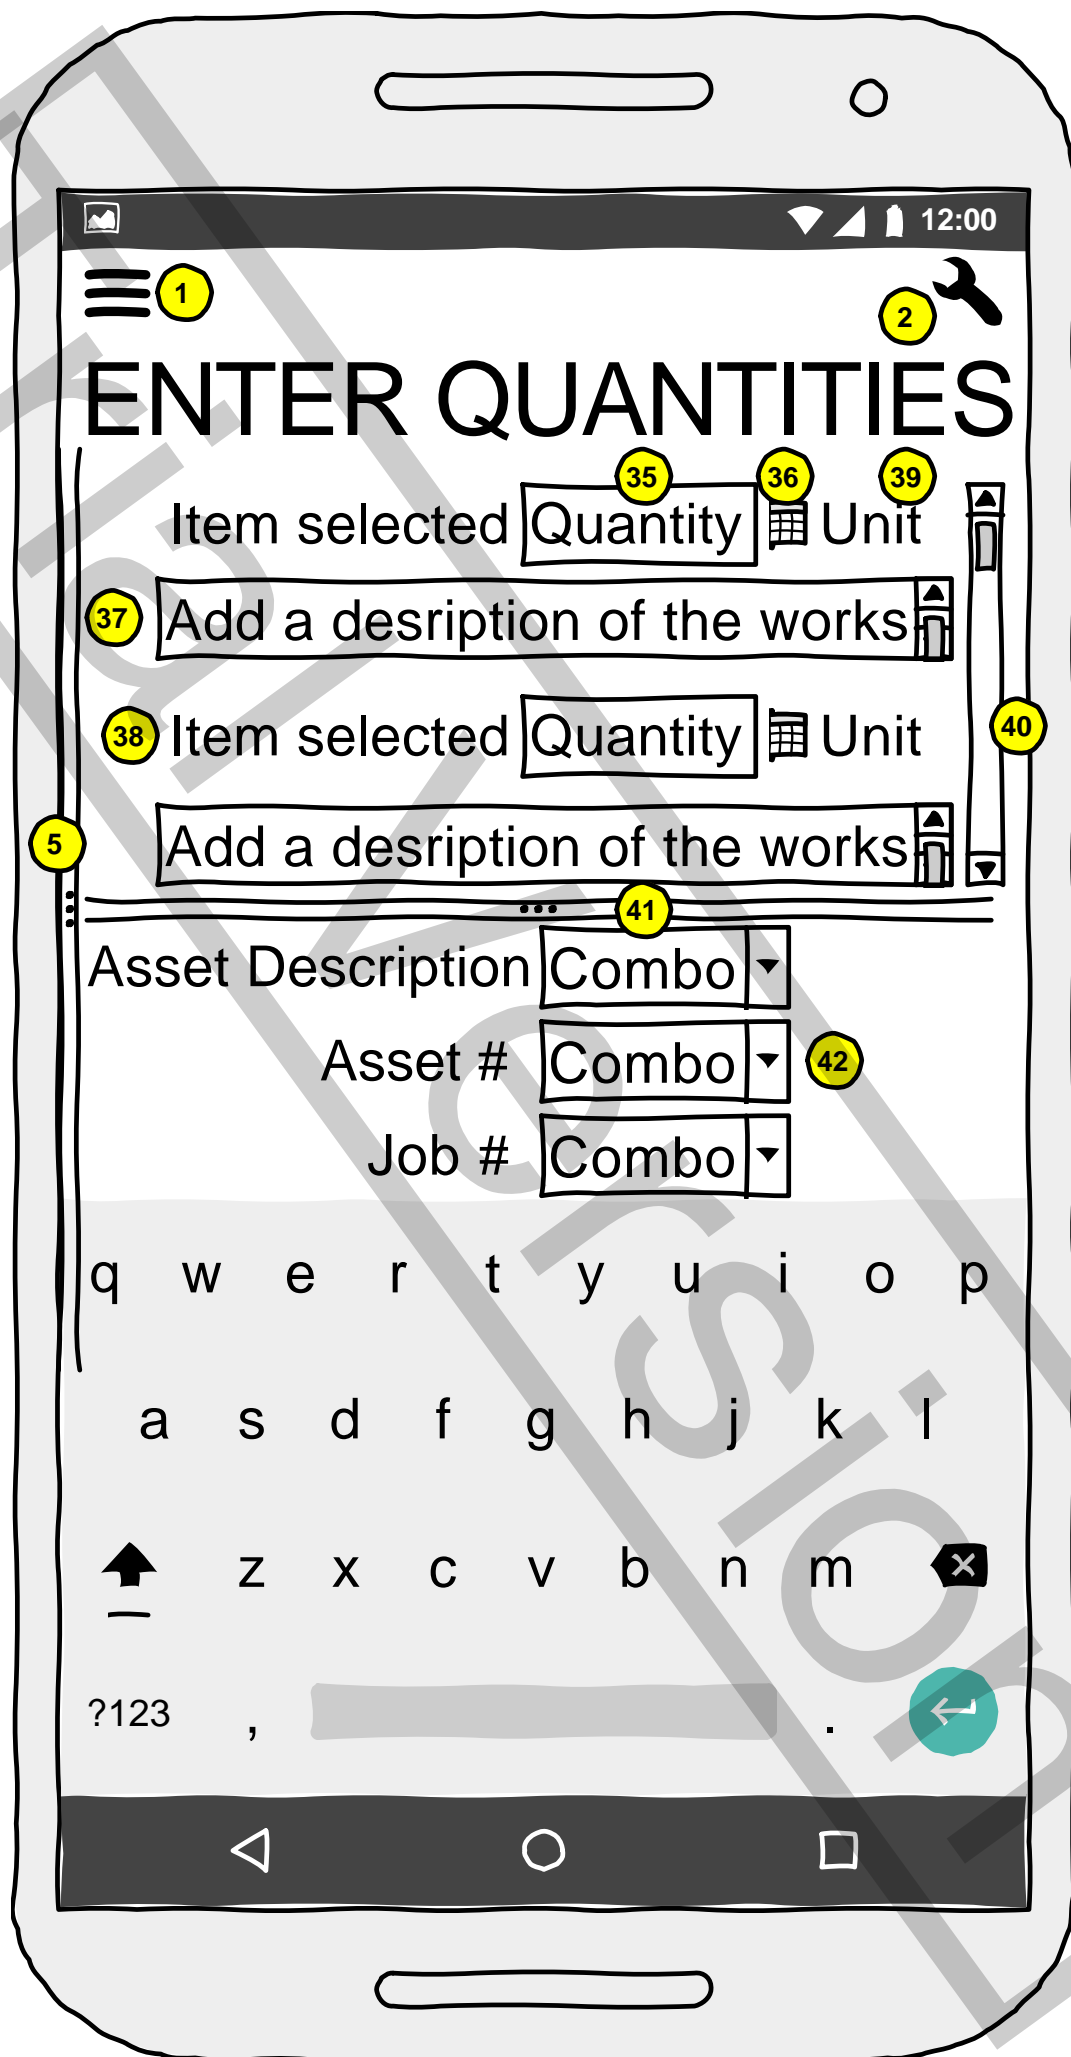 12:00
1
2
ENTER QUANTITIES
35 36 39
Item selected Quantity Unit
37 Add a desription of the works
38 Item selected Quantity Unit
40
5
Add a desription of the works
41
Asset Description Combo
Asset # Combo 42
Job # Combo
q w e r t y u i o p
a s d f g h j k l
z x c v b n m
?123 , .
Trial Version